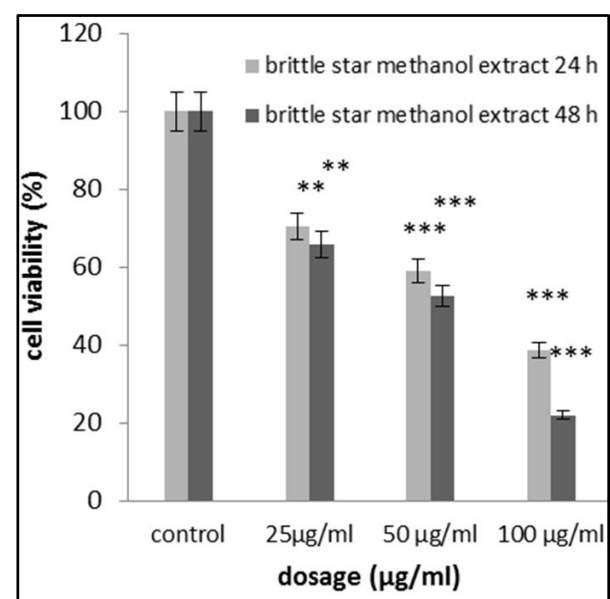 120
100
80
60
40
20
0
cell viability (%)
brittle star methanol extract 24 h
brittle star methanol extract 48 h
**
**
***
***
***
***
control 25µg/ml 50 µg/ml 100 µg/ml
dosage (µg/ml)